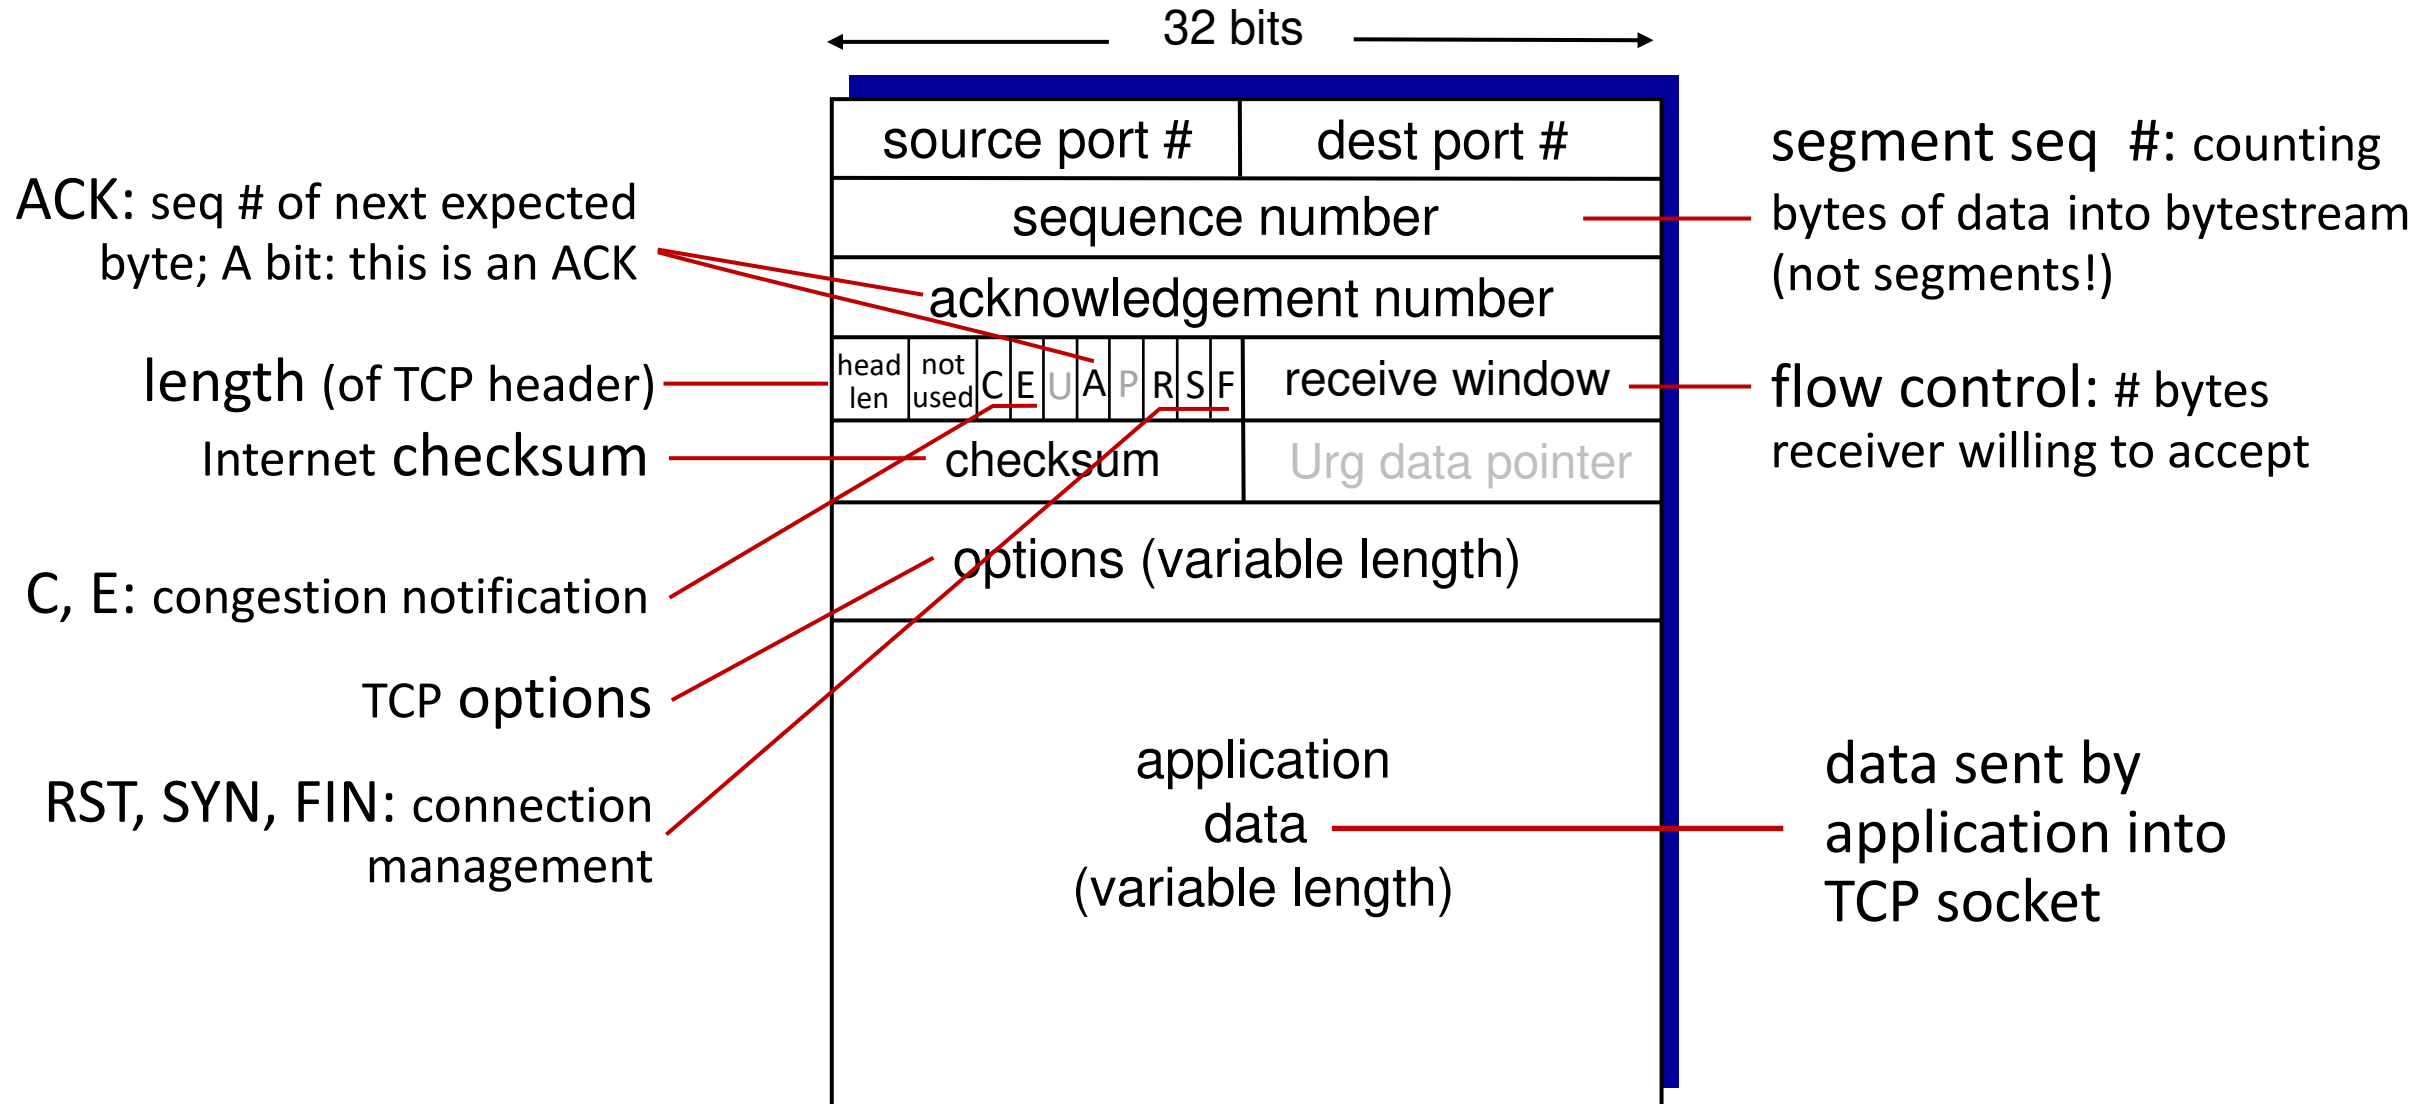 32 bits
source port #
dest port #
sequence number
acknowledgement number
head
len
not
used
C
E
U
A
P
R
S
F
receive window
checksum
Urg data pointer
options (variable length)
application
data
(variable length)
ACK: seq # of next expected
byte; A bit: this is an ACK
length (of TCP header)
Internet checksum
C, E: congestion notification
TCP options
RST, SYN, FIN: connection
management
segment seq #: counting
bytes of data into bytestream
(not segments!)
flow control: # bytes
receiver willing to accept
data sent by
application into
TCP socket